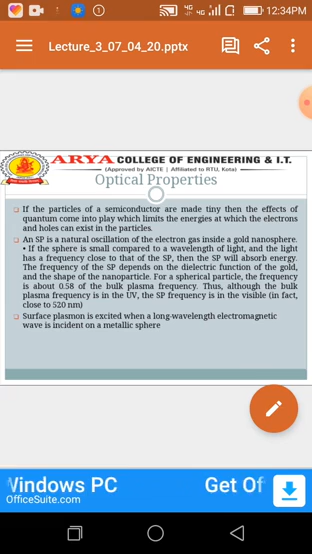 4G 4G 12:34PM
Lecture_3_07_04_20.pptx
ARYA COLLEGE OF ENGINEERING & I.T.
(Approved by AICTE | Affiliated to RTU, Kota)
Optical Properties
If the particles of a semiconductor are made tiny then the effects of
quantum come into play which limits the energies at which the electrons
and holes can exist in the particles.
An SP is a natural oscillation of the electron gas inside a gold nanosphere.
• If the sphere is small compared to a wavelength of light, and the light
has a frequency close to that of the SP, then the SP will absorb energy.
The frequency of the SP depends on the dielectric function of the gold,
and the shape of the nanoparticle. For a spherical particle, the frequency
is about 0.58 of the bulk plasma frequency. Thus, although the bulk
plasma frequency is in the UV, the SP frequency is in the visible (in fact,
close to 520 nm)
Surface plasmon is excited when a long-wavelength electromagnetic
wave is incident on a metallic sphere
Windows PC Get Of
OfficeSuite.com